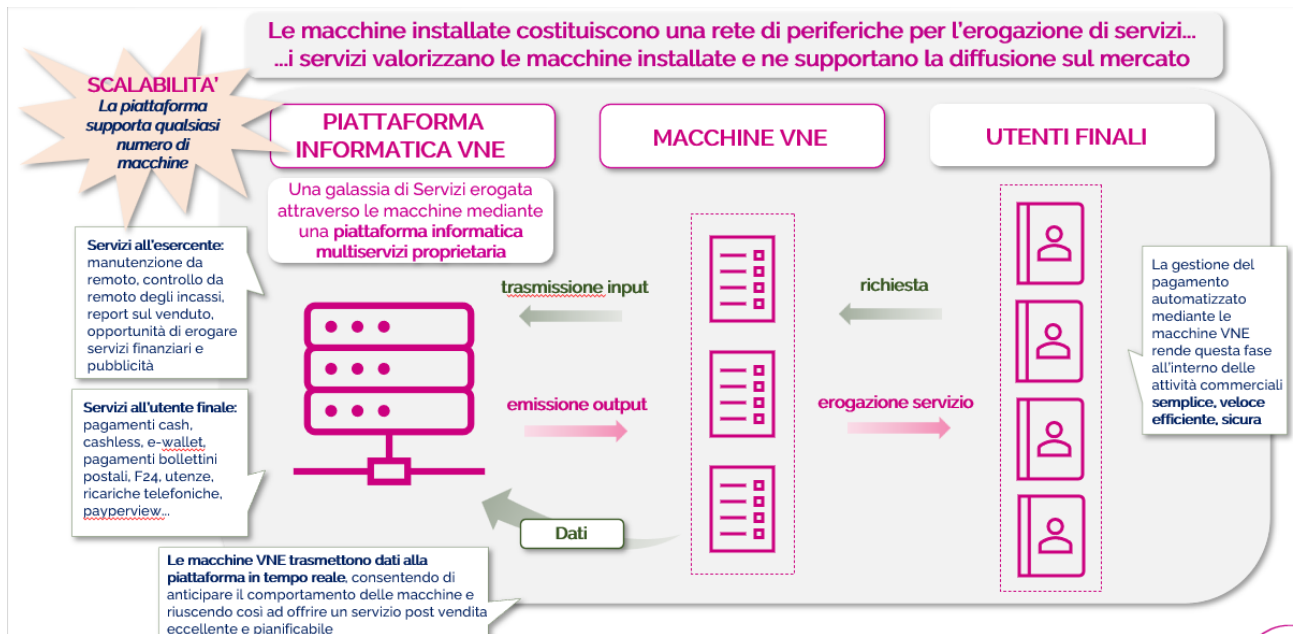 Le macchine installate costituiscono una rete di periferiche per l'erogazione di servizi...
...i servizi valorizzano le macchine installate e ne supportano la diffusione sul mercato
SCALABILITA'
La piattaforma
supporta qualsiasi
numero di
macchine
PIATTAFORMA
INFORMATICA VNE
MACCHINE VNE
UTENTI FINALI
Una galassia di Servizi erogata
attraverso le macchine mediante
una piattaforma informatica
multiservizi proprietaria
Servizi all'esercente:
manutenzione da
remoto, controllo da
remoto degli incassi,
report sul venduto,
opportunità di erogare
servizi finanziari e
pubblicità
trasmissione input
richiesta
La gestione del
pagamento
automatizzato
mediante le
macchine VNE
rende questa fase
all'interno delle
attività commerciali
semplice, veloce
efficiente, sicura
Servizi all'utente finale:
pagamenti cash,
cashless, e-wallet,
pagamenti bollettini
postali, F24, utenze,
ricariche telefoniche,
payperview...
emissione output
erogazione servizio
Dati
Le macchine VNE trasmettono dati alla
piattaforma in tempo reale, consentendo di
anticipare il comportamento delle macchine e
riuscendo così ad offrire un servizio post vendita
eccellente e pianificabile